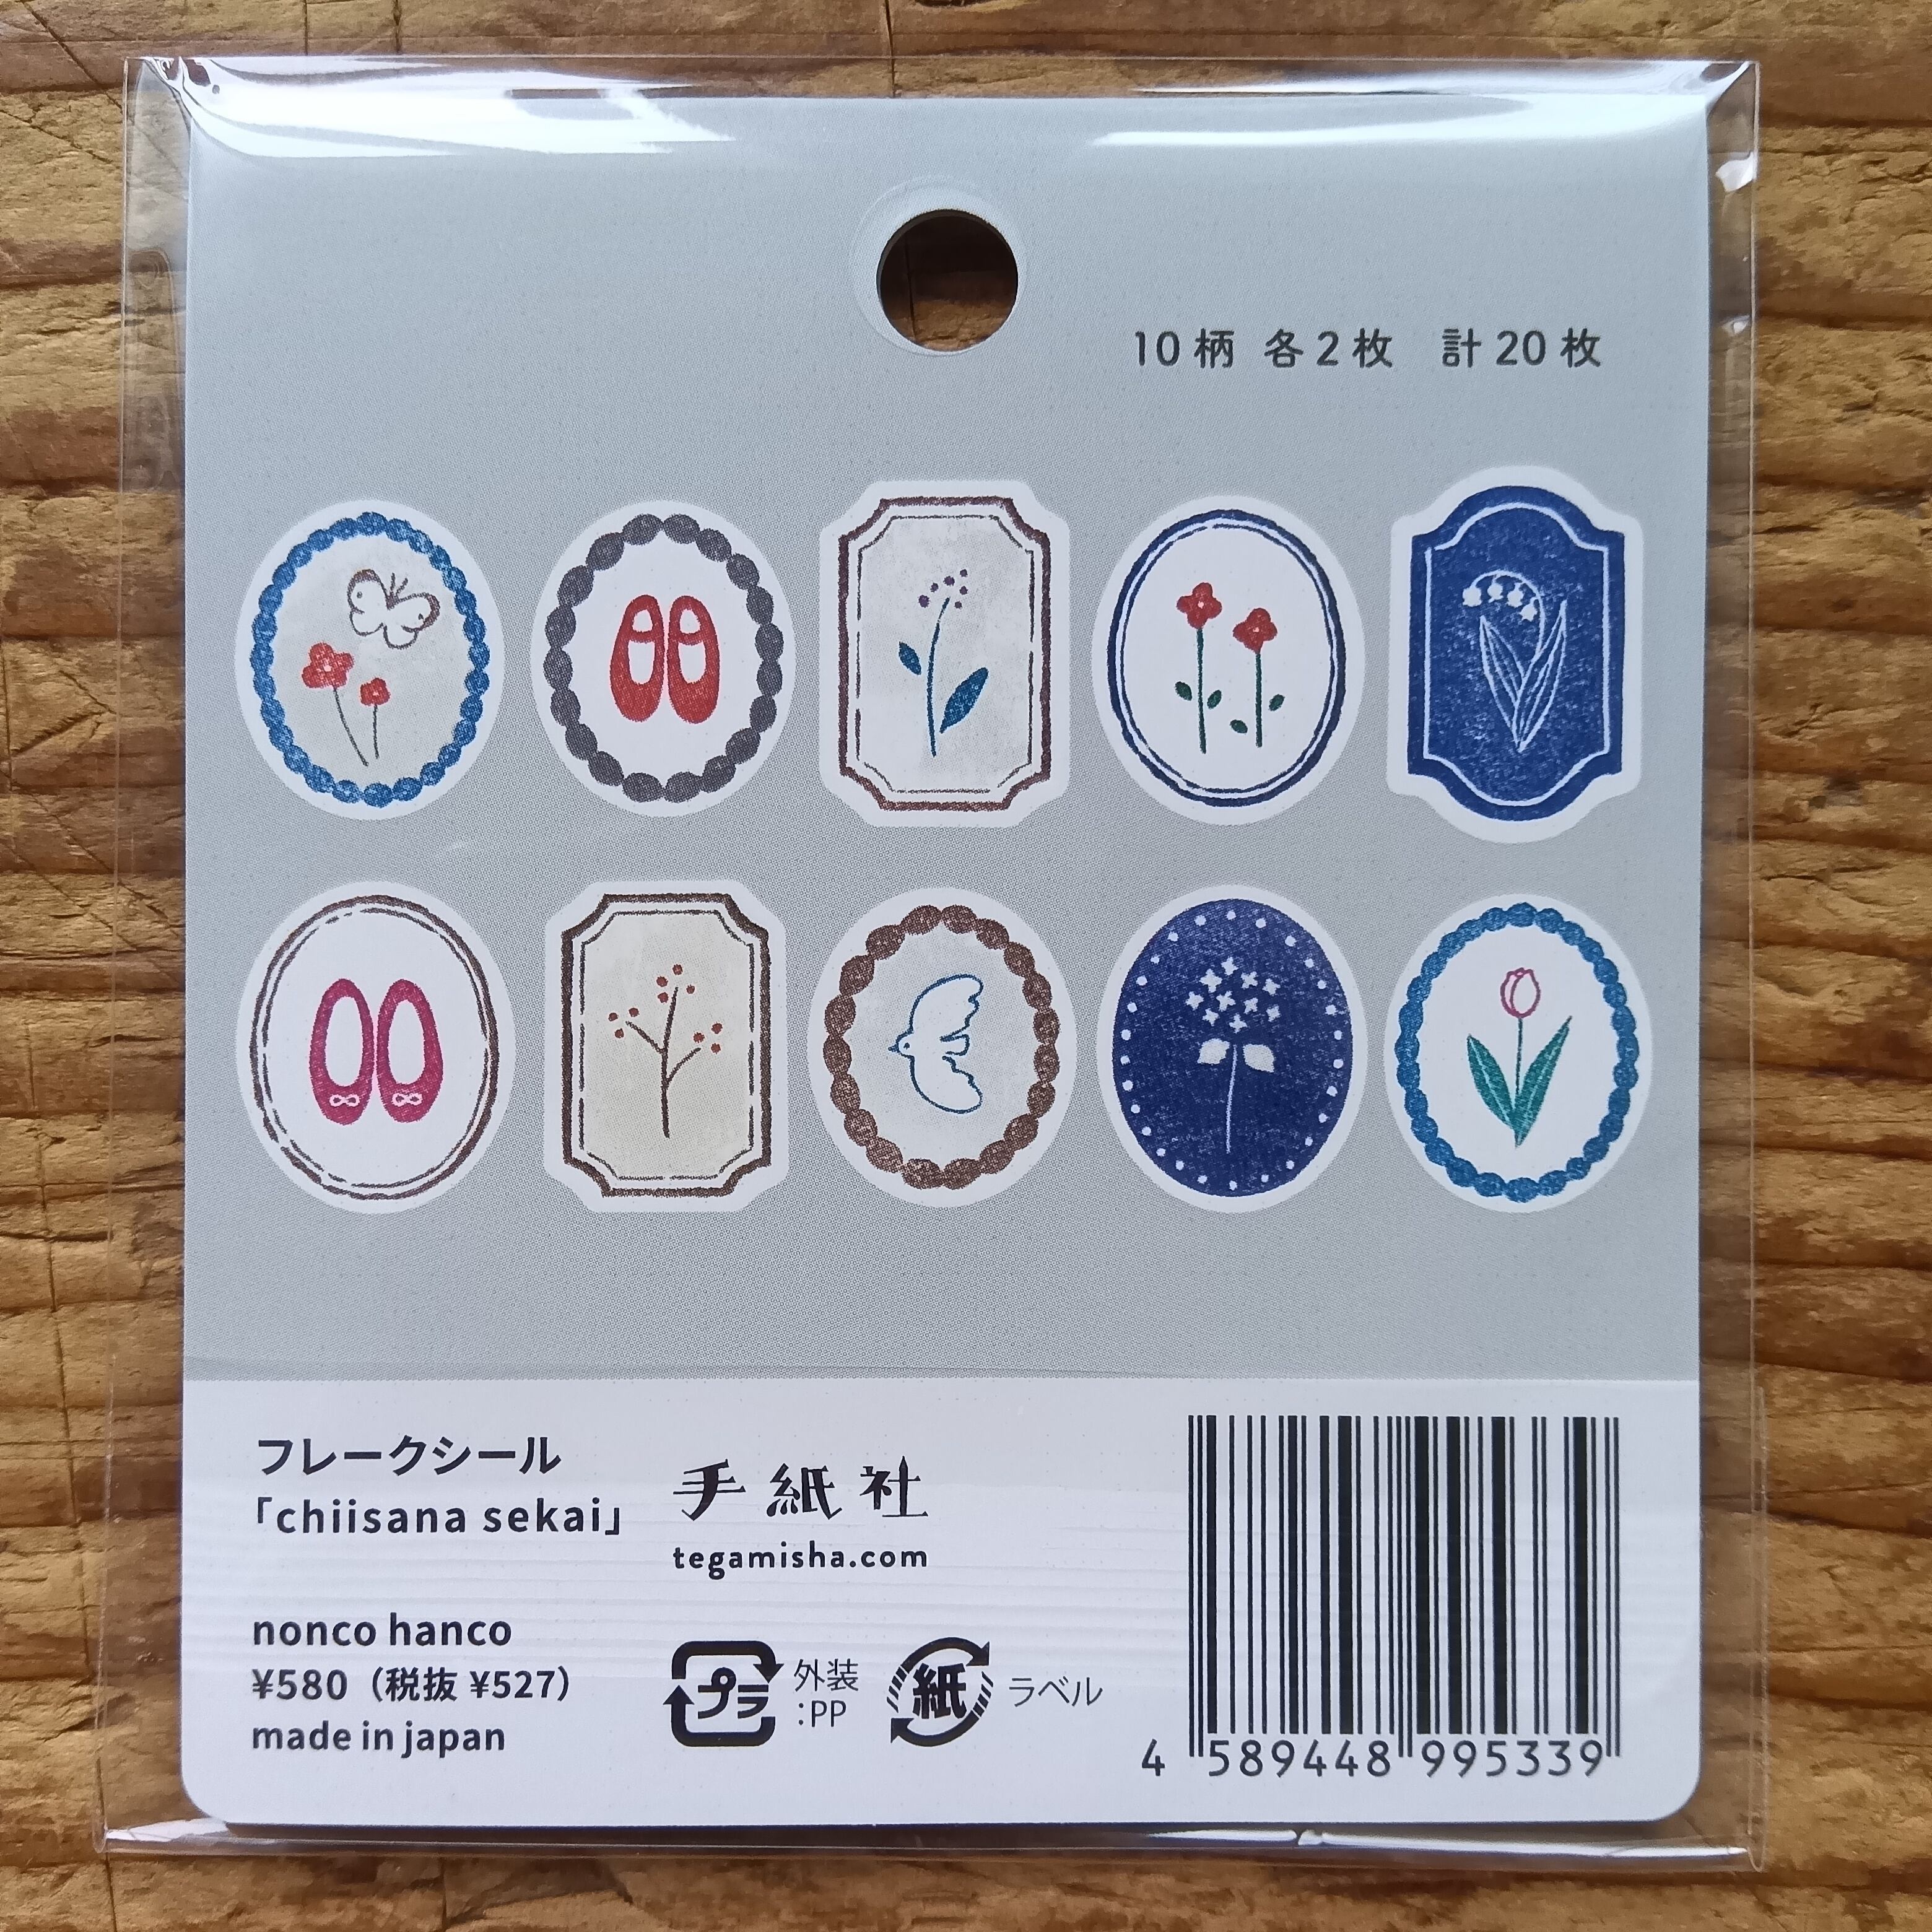 10柄 各2枚 計20枚
フレークシール
「chiisana sekai」
手紙社
tegamisha.com
nonco hanco
¥580（税抜 ¥527）
made in japan
プラ 外装
:PP
紙 ラベル
4 589448 995339